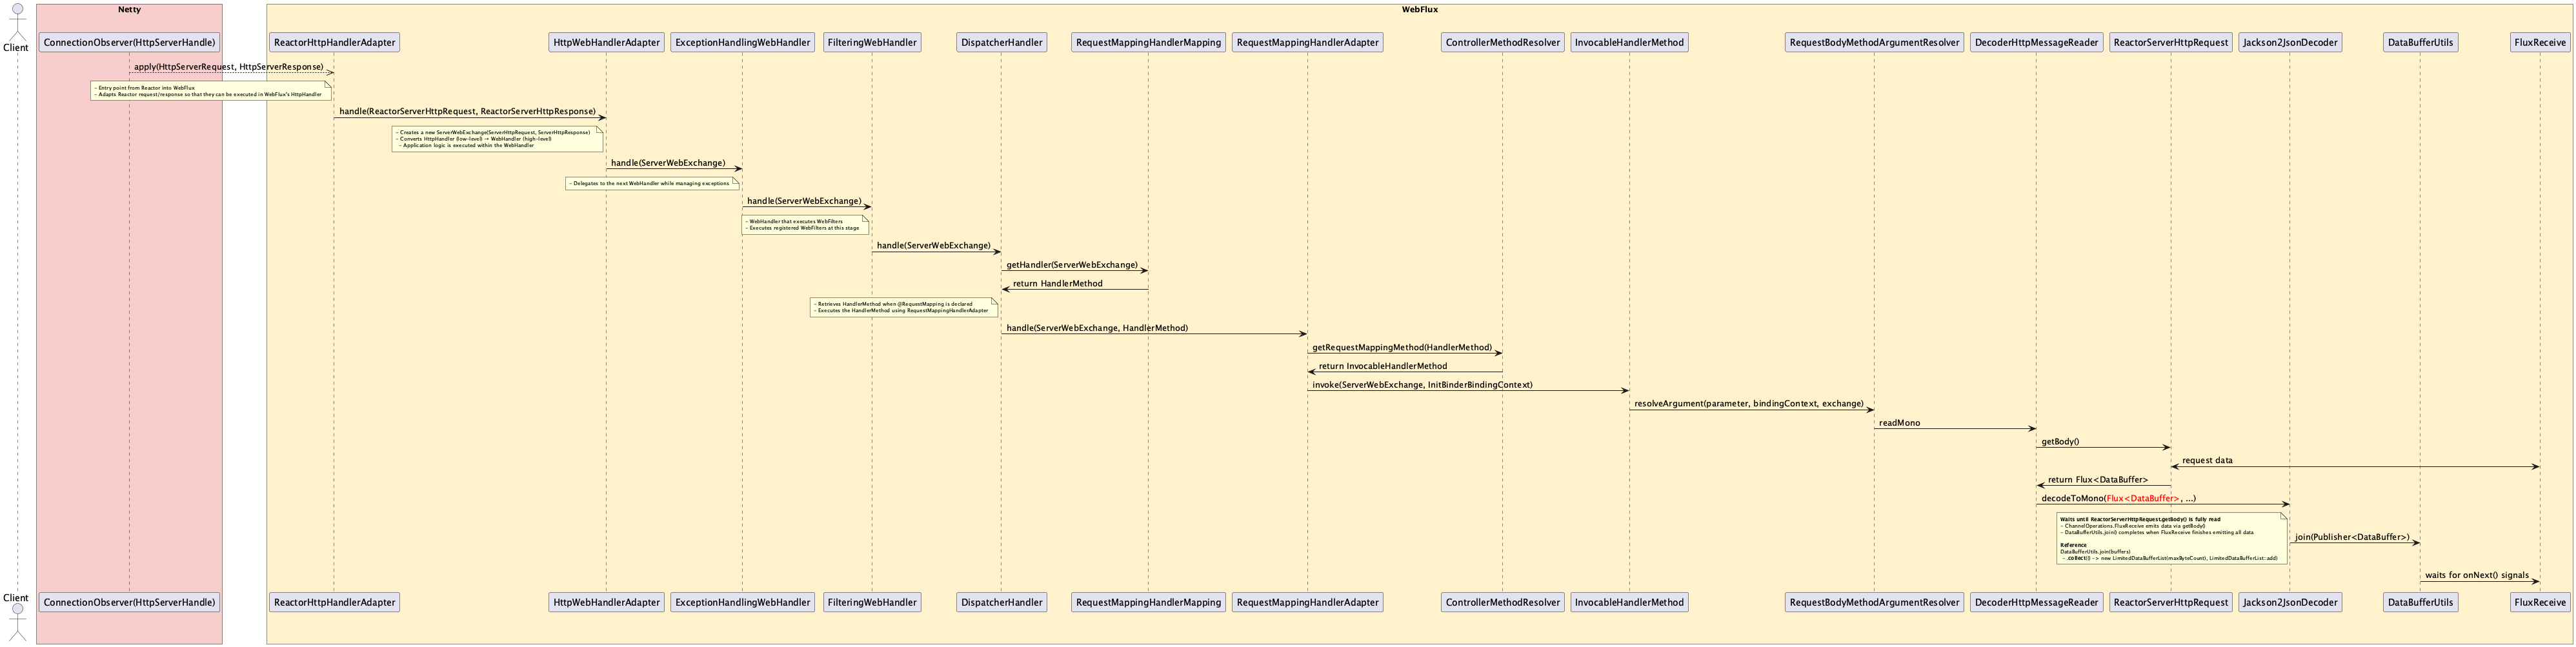 Netty
WebFlux
Client
ConnectionObserver(HttpServerHandle)
ReactorHttpHandlerAdapter
HttpWebHandlerAdapter
ExceptionHandlingWebHandler
FilteringWebHandler
DispatcherHandler
RequestMappingHandlerMapping
RequestMappingHandlerAdapter
ControllerMethodResolver
InvocableHandlerMethod
RequestBodyMethodArgumentResolver
DecoderHttpMessageReader
ReactorServerHttpRequest
Jackson2JsonDecoder
DataBufferUtils
FluxReceive
apply(HttpServerRequest, HttpServerResponse)
- Entry point from Reactor into WebFlux
- Adapts Reactor request/response so that they can be executed in WebFlux's HttpHandler
handle(ReactorServerHttpRequest, ReactorServerHttpResponse)
- Creates a new ServerWebExchange(ServerHttpRequest, ServerHttpResponse)
- Converts HttpHandler (low-level) → WebHandler (high-level)
- Application logic is executed within the WebHandler
handle(ServerWebExchange)
- Delegates to the next WebHandler while managing exceptions
handle(ServerWebExchange)
- WebHandler that executes WebFilters
- Executes registered WebFilters at this stage
handle(ServerWebExchange)
getHandler(ServerWebExchange)
return HandlerMethod
- Retrieves HandlerMethod when @RequestMapping is declared
- Executes the HandlerMethod using RequestMappingHandlerAdapter
handle(ServerWebExchange, HandlerMethod)
getRequestMappingMethod(HandlerMethod)
return InvocableHandlerMethod
invoke(ServerWebExchange, InitBinderBindingContext)
resolveArgument(parameter, bindingContext, exchange)
readMono
getBody()
request data
return Flux<DataBuffer>
decodeToMono(Flux<DataBuffer>, ...)
Waits until ReactorServerHttpRequest.getBody() is fully read
- ChannelOperations.FluxReceive emits data via getBody()
- DataBufferUtils.join() completes when FluxReceive finishes emitting all data
Reference
DataBufferUtils.join(buffers)
- .collect(() -> new LimitedDataBufferList(maxByteCount), LimitedDataBufferList::add)
join(Publisher<DataBuffer>)
waits for onNext() signals
Client
ConnectionObserver(HttpServerHandle)
ReactorHttpHandlerAdapter
HttpWebHandlerAdapter
ExceptionHandlingWebHandler
FilteringWebHandler
DispatcherHandler
RequestMappingHandlerMapping
RequestMappingHandlerAdapter
ControllerMethodResolver
InvocableHandlerMethod
RequestBodyMethodArgumentResolver
DecoderHttpMessageReader
ReactorServerHttpRequest
Jackson2JsonDecoder
DataBufferUtils
FluxReceive